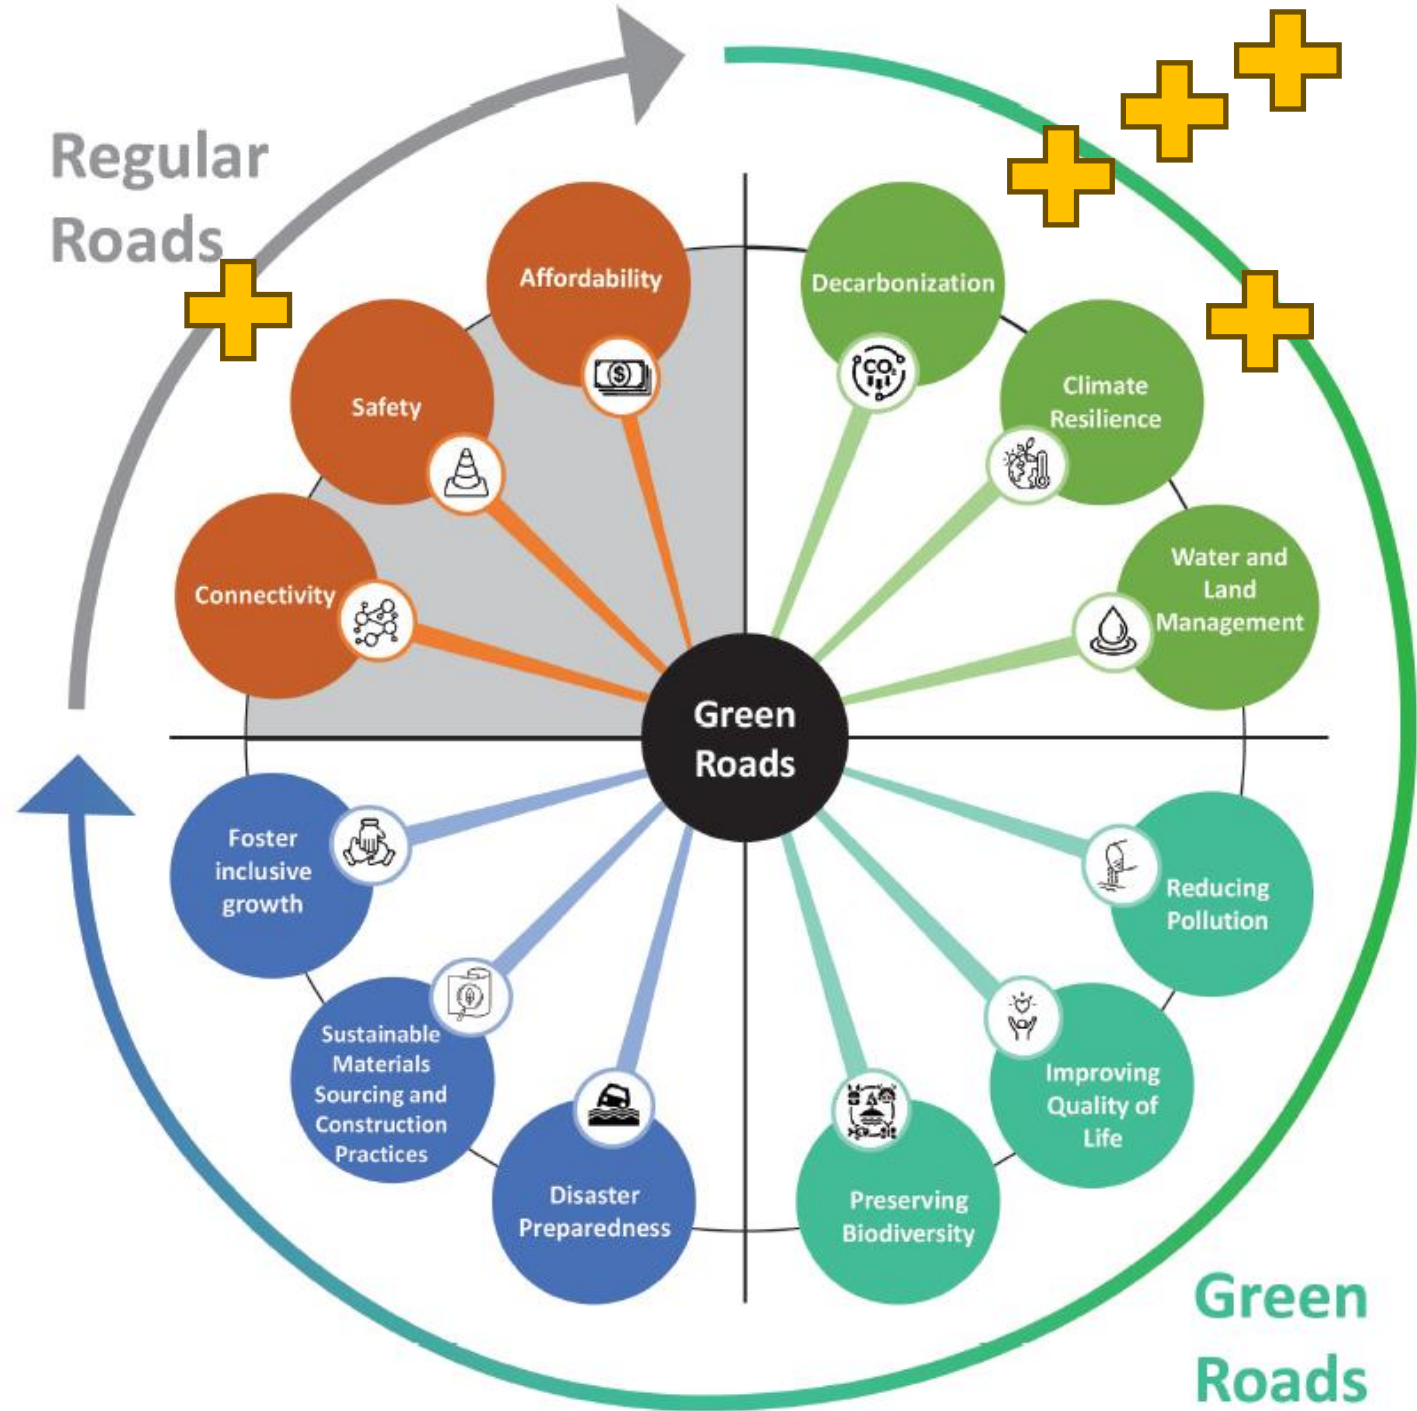 Regular
Roads
Affordability
Safety
Connectivity
Decarbonization
CO₂
Climate
Resilience
Water and
Land
Management
Green
Roads
Foster
inclusive
growth
Sustainable
Materials
Sourcing and
Construction
Practices
Disaster
Preparedness
Reducing
Pollution
Improving
Quality of
Life
Preserving
Biodiversity
Green
Roads